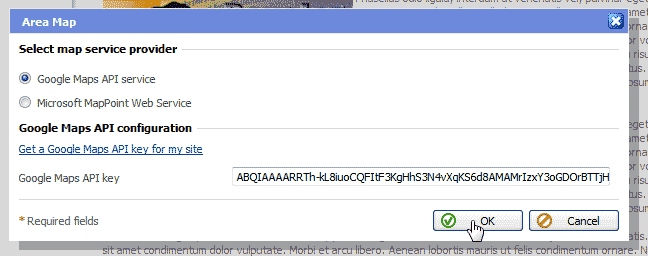 Area Map
Select map service provider
Google Maps API service
Microsoft MapPoint Web Service
Google Maps API configuration
Get a Google Maps API key for my site
Google Maps API key ABQIAAAARRTh-kL8iuoCQFItF3KgHhS3N4vXqKS6d8AMAMrIzxY3oGDOrBTTjH
* Required fields OK Cancel
sit amet condimentum dolor vulputate. Morbi et arcu libero. Aenean lobortis mauris ut felis condimentum ornare.